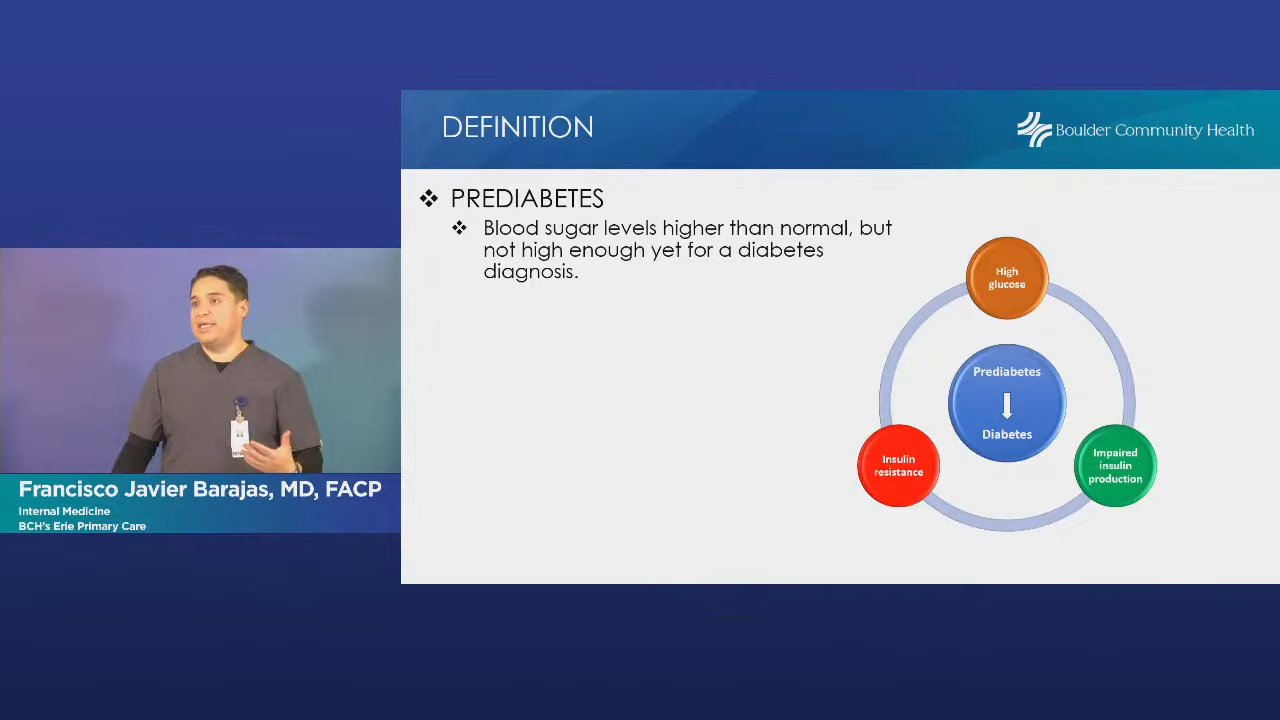 DEFINITION
Boulder Community Health
❖ PREDIABETES
❖ Blood sugar levels higher than normal, but
not high enough yet for a diabetes
diagnosis.
High
glucose
Prediabetes
Diabetes
Insulin
resistance
Impaired
insulin
production
Francisco Javier Barajas, MD, FACP
Internal Medicine
BCH's Erie Primary Care